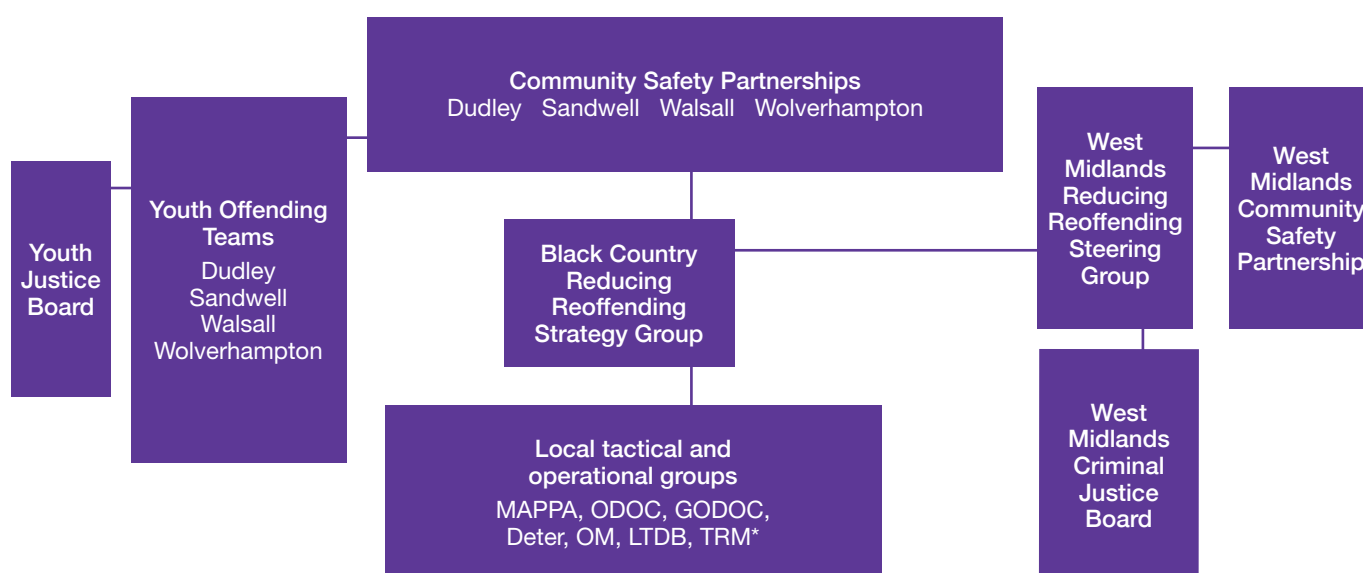 Community Safety Partnerships
Dudley Sandwell Walsall Wolverhampton
Youth
Justice
Board
Youth Offending
Teams
Dudley
Sandwell
Walsall
Wolverhampton
Black Country
Reducing
Reoffending
Strategy Group
West
Midlands
Reducing
Reoffending
Steering
Group
West
Midlands
Community
Safety
Partnership
Local tactical and
operational groups
MAPPA, ODOC, GODOC,
Deter, OM, LTDB, TRM*
West
Midlands
Criminal
Justice
Board